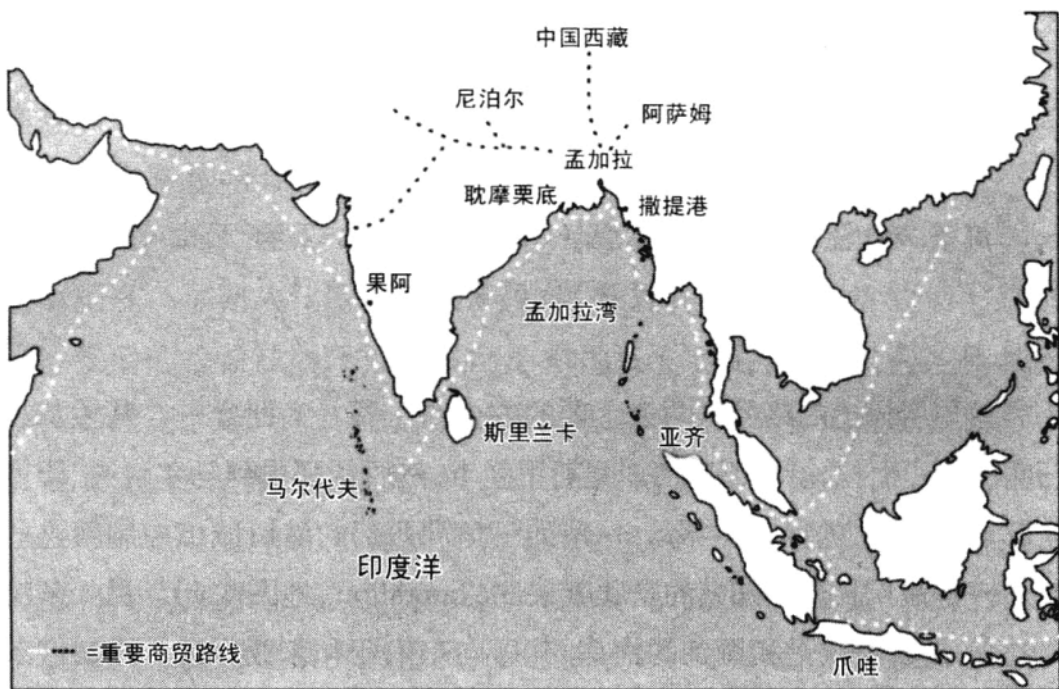 中国西藏
尼泊尔
阿萨姆
孟加拉
耽摩栗底
撒提港
果阿
孟加拉湾
斯里兰卡
亚齐
马尔代夫
印度洋
=重要商贸路线
爪哇